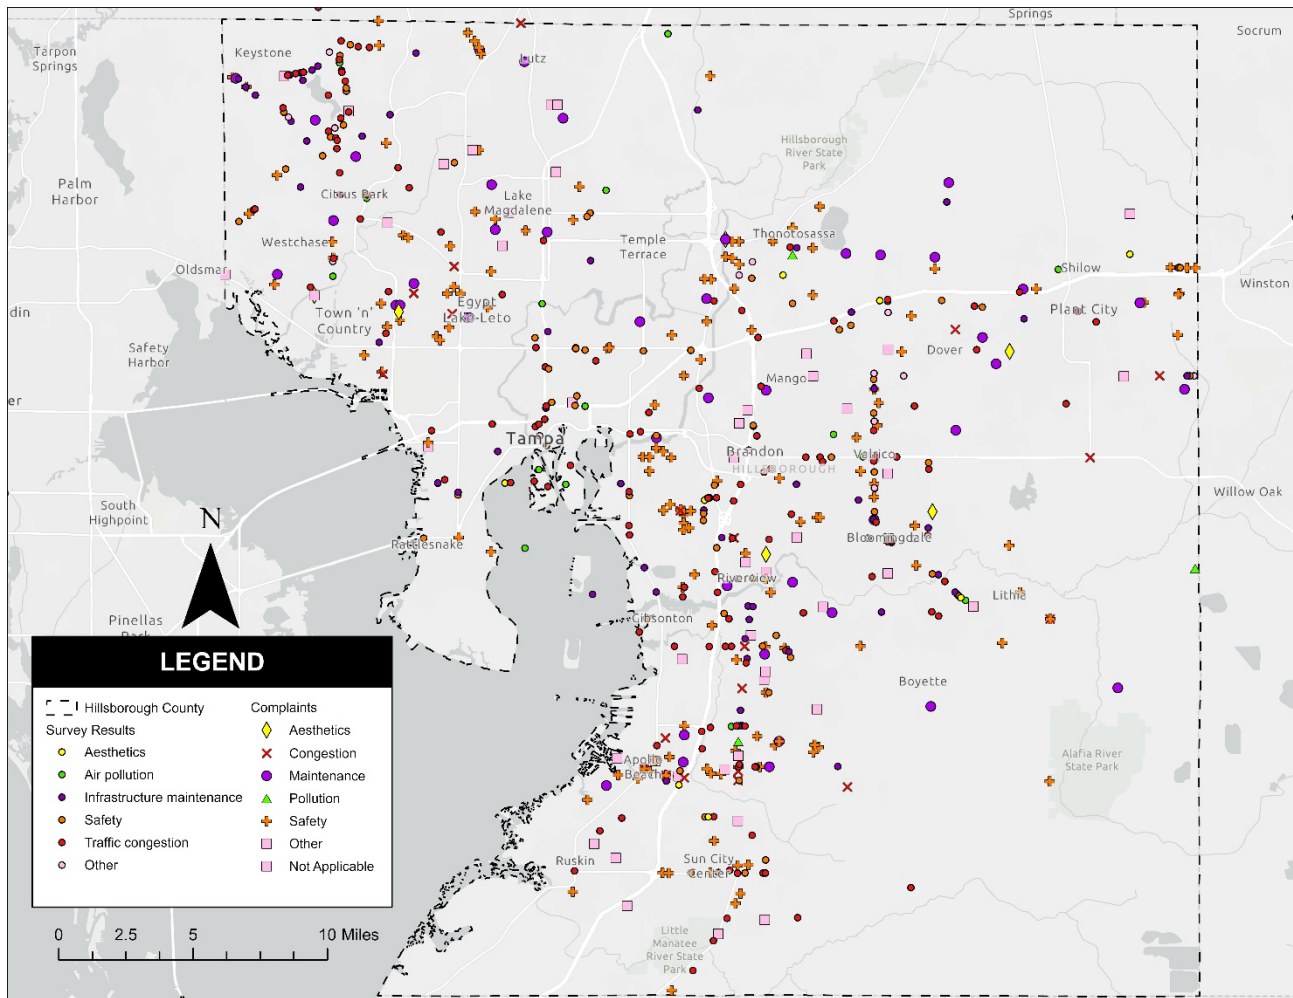 Springs
Socrum
Tarpon
Springs
Keystone
Lutz
Hillsborough
River State
Park
Palm
Harbor
Citrus Park
Lake
Magdalene
Westchase
Temple
Terrace
Thonotosassa
Oldsmar
Shilow
Winston
din
Town 'n'
Country
Egypt
Lake-Leto
Plant City
Safety
Harbor
Dover
Mango
er
Tampa
Brandon
HILLSBOROUGH
Valrico
Willow Oak
South
Highpoint
N
Rattlesnake
Bloomingdale
Riverview
Lithia
Pinellas
Park
Gibsonton
LEGEND
Hillsborough County
Survey Results
Aesthetics
Air pollution
Infrastructure maintenance
Safety
Traffic congestion
Other
Complaints
Aesthetics
Congestion
Maintenance
Pollution
Safety
Other
Not Applicable
Boyette
Apollo
Beach
Alafia River
State Park
Ruskin
Sun City
Center
0 2.5 5 10 Miles
Little
Manatee
River State
Park